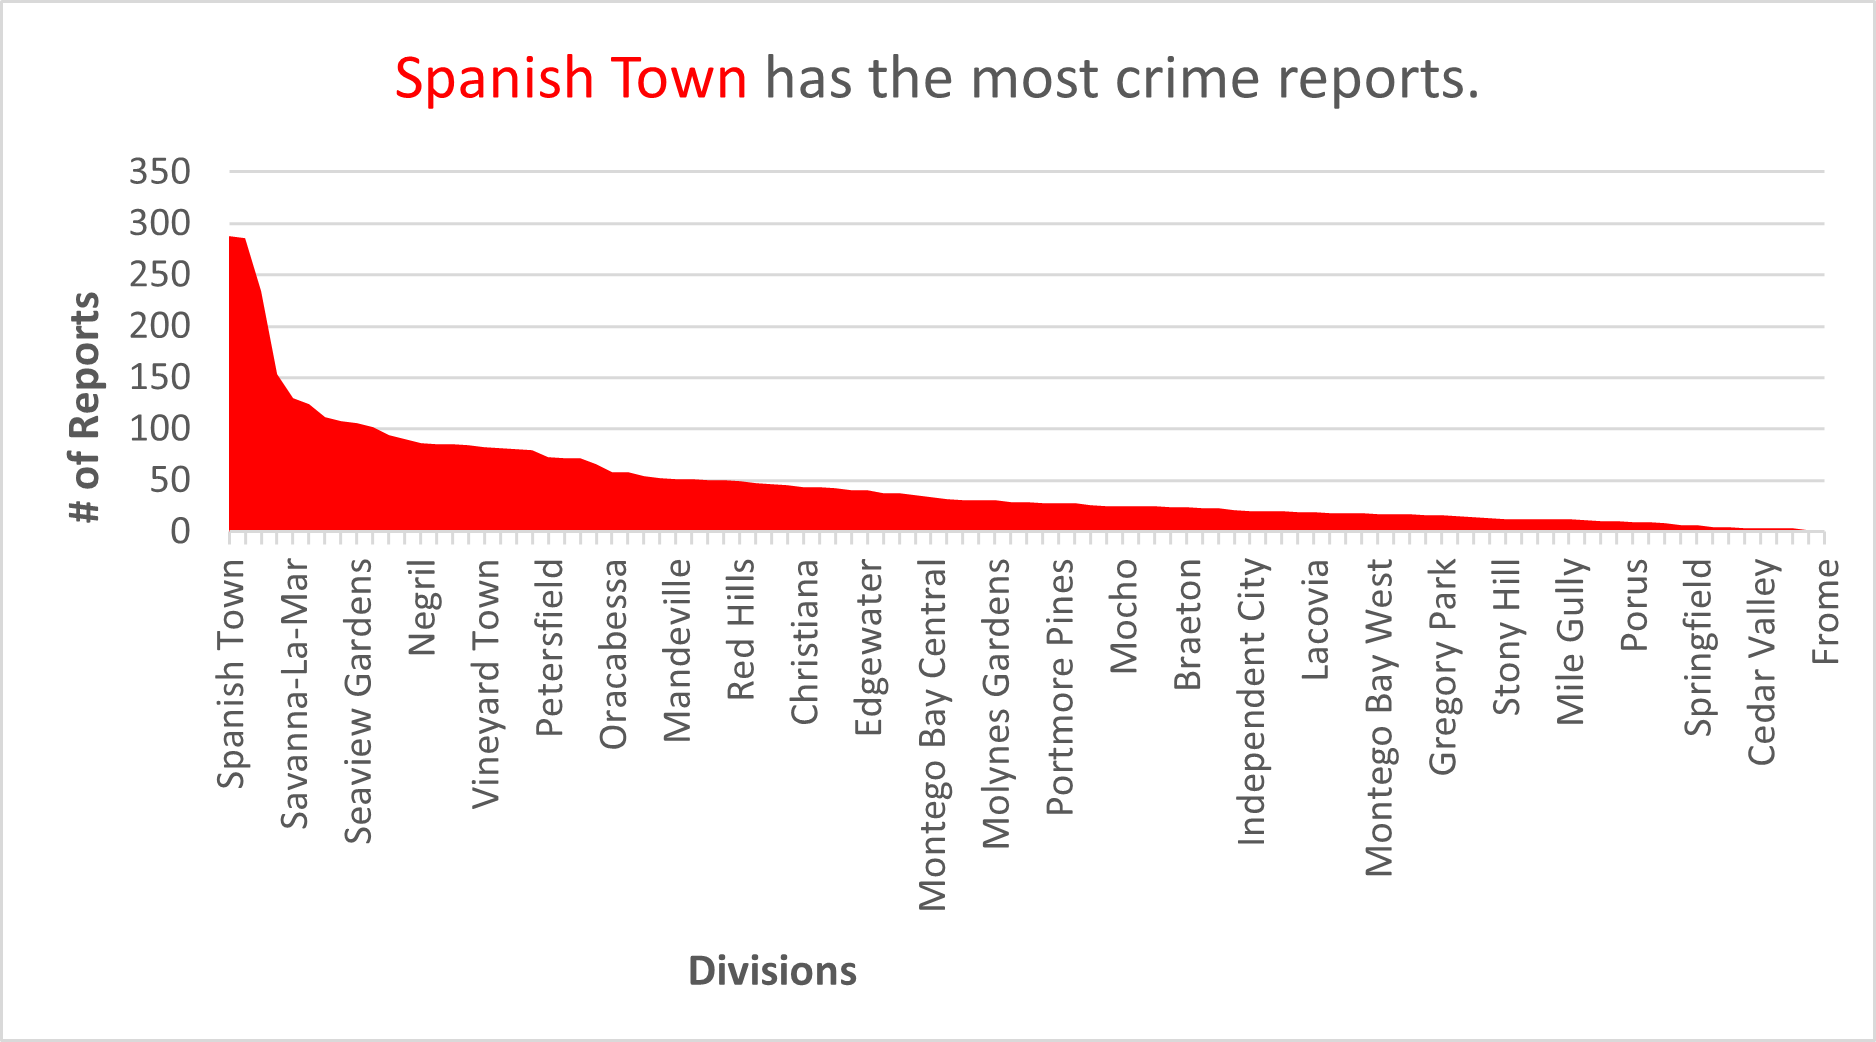 Spanish Town has the most crime reports.
350
300
250
200
150
100
50
0
# of Reports
Spanish Town
Savanna-La-Mar
Seaview Gardens
Negril
Vineyard Town
Petersfield
Oracabessa
Mandeville
Red Hills
Christiana
Edgewater
Montego Bay Central
Molynes Gardens
Portmore Pines
Mocho
Braeton
Independent City
Lacovia
Montego Bay West
Gregory Park
Stony Hill
Mile Gully
Porus
Springfield
Cedar Valley
Frome
Divisions